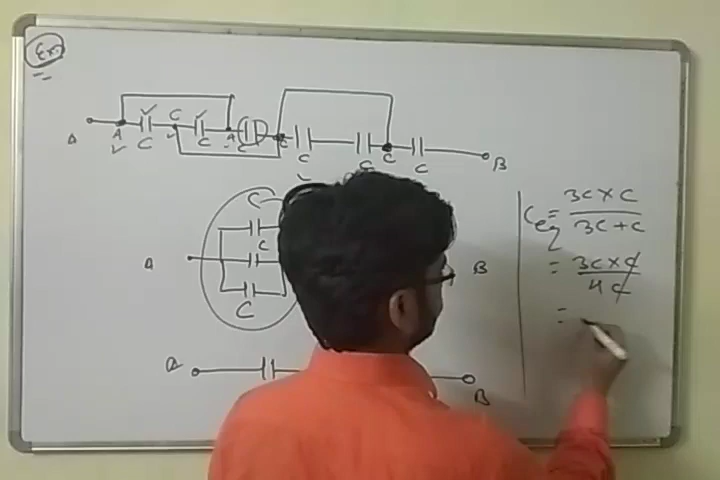 Ex.
A C A
A C C C C C C B
C
C
C
A B
Ceq = 3C × C / 3C + C
= 3C × C / 4C
=
A B